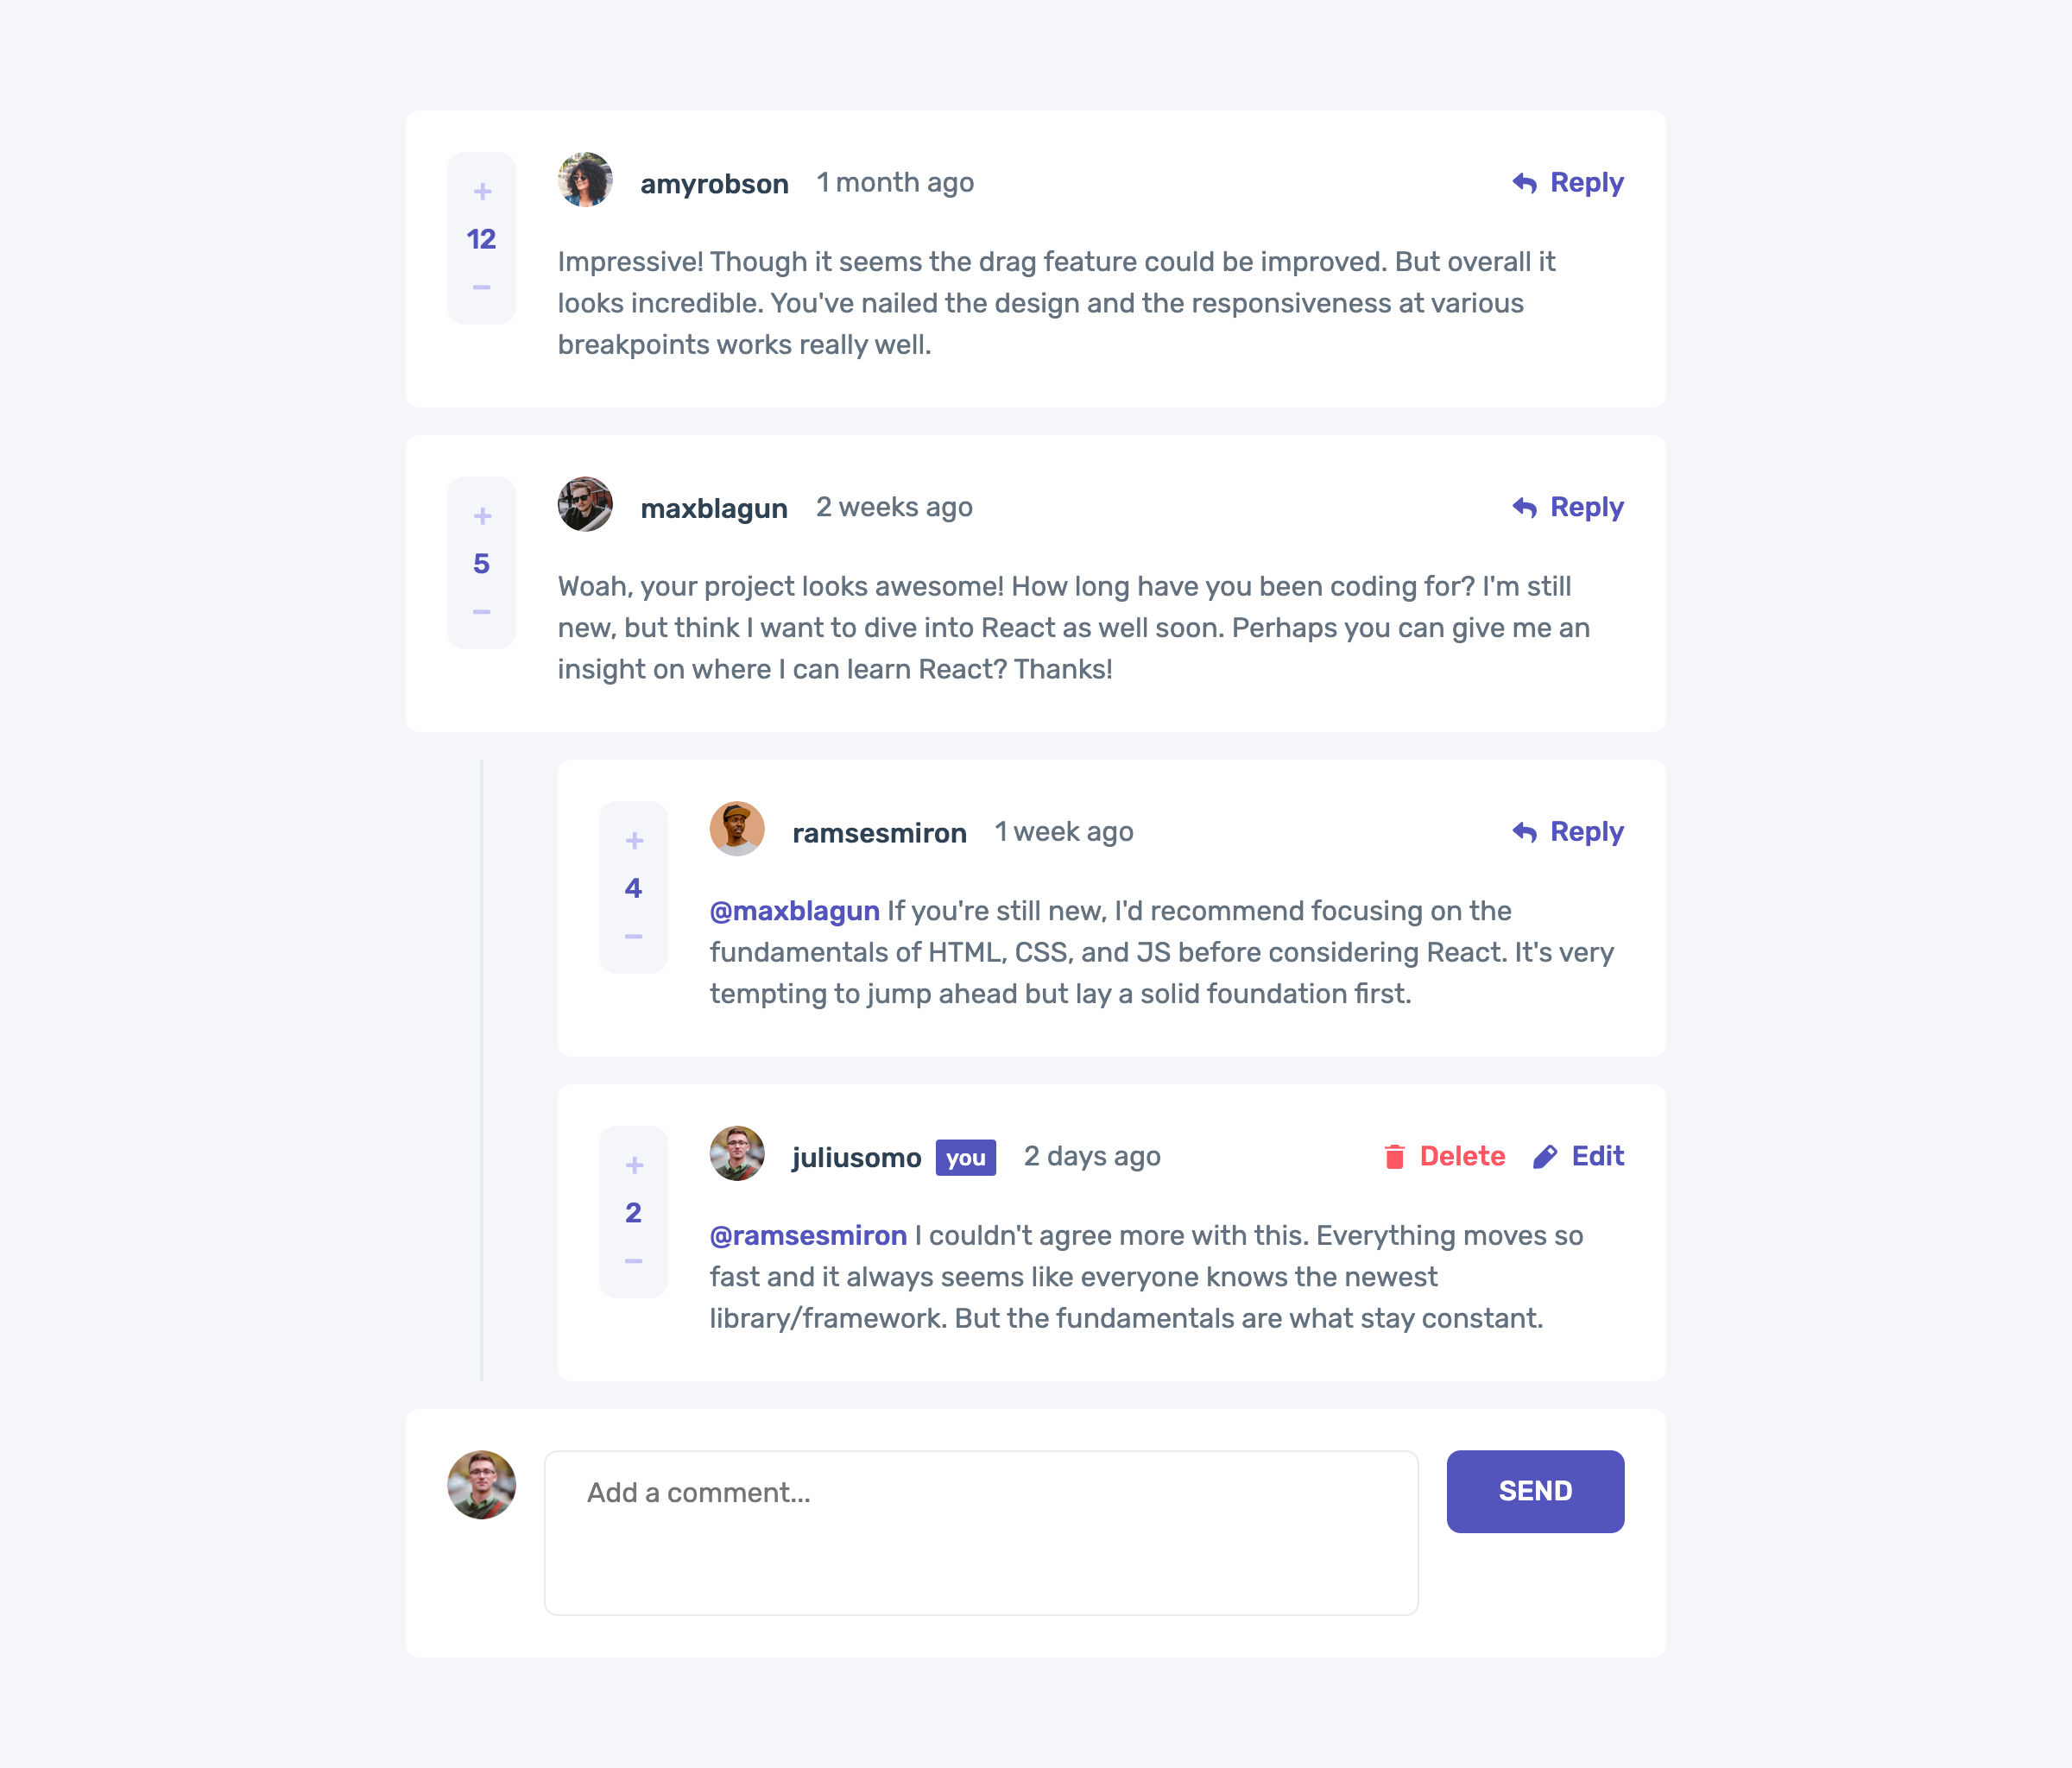 +
12
−
amyrobson 1 month ago Reply
Impressive! Though it seems the drag feature could be improved. But overall it
looks incredible. You've nailed the design and the responsiveness at various
breakpoints works really well.
+
5
−
maxblagun 2 weeks ago Reply
Woah, your project looks awesome! How long have you been coding for? I'm still
new, but think I want to dive into React as well soon. Perhaps you can give me an
insight on where I can learn React? Thanks!
+
4
−
ramsesmiron 1 week ago Reply
@maxblagun If you're still new, I'd recommend focusing on the
fundamentals of HTML, CSS, and JS before considering React. It's very
tempting to jump ahead but lay a solid foundation first.
+
2
−
juliusomo you 2 days ago Delete Edit
@ramsesmiron I couldn't agree more with this. Everything moves so
fast and it always seems like everyone knows the newest
library/framework. But the fundamentals are what stay constant.
Add a comment...
SEND